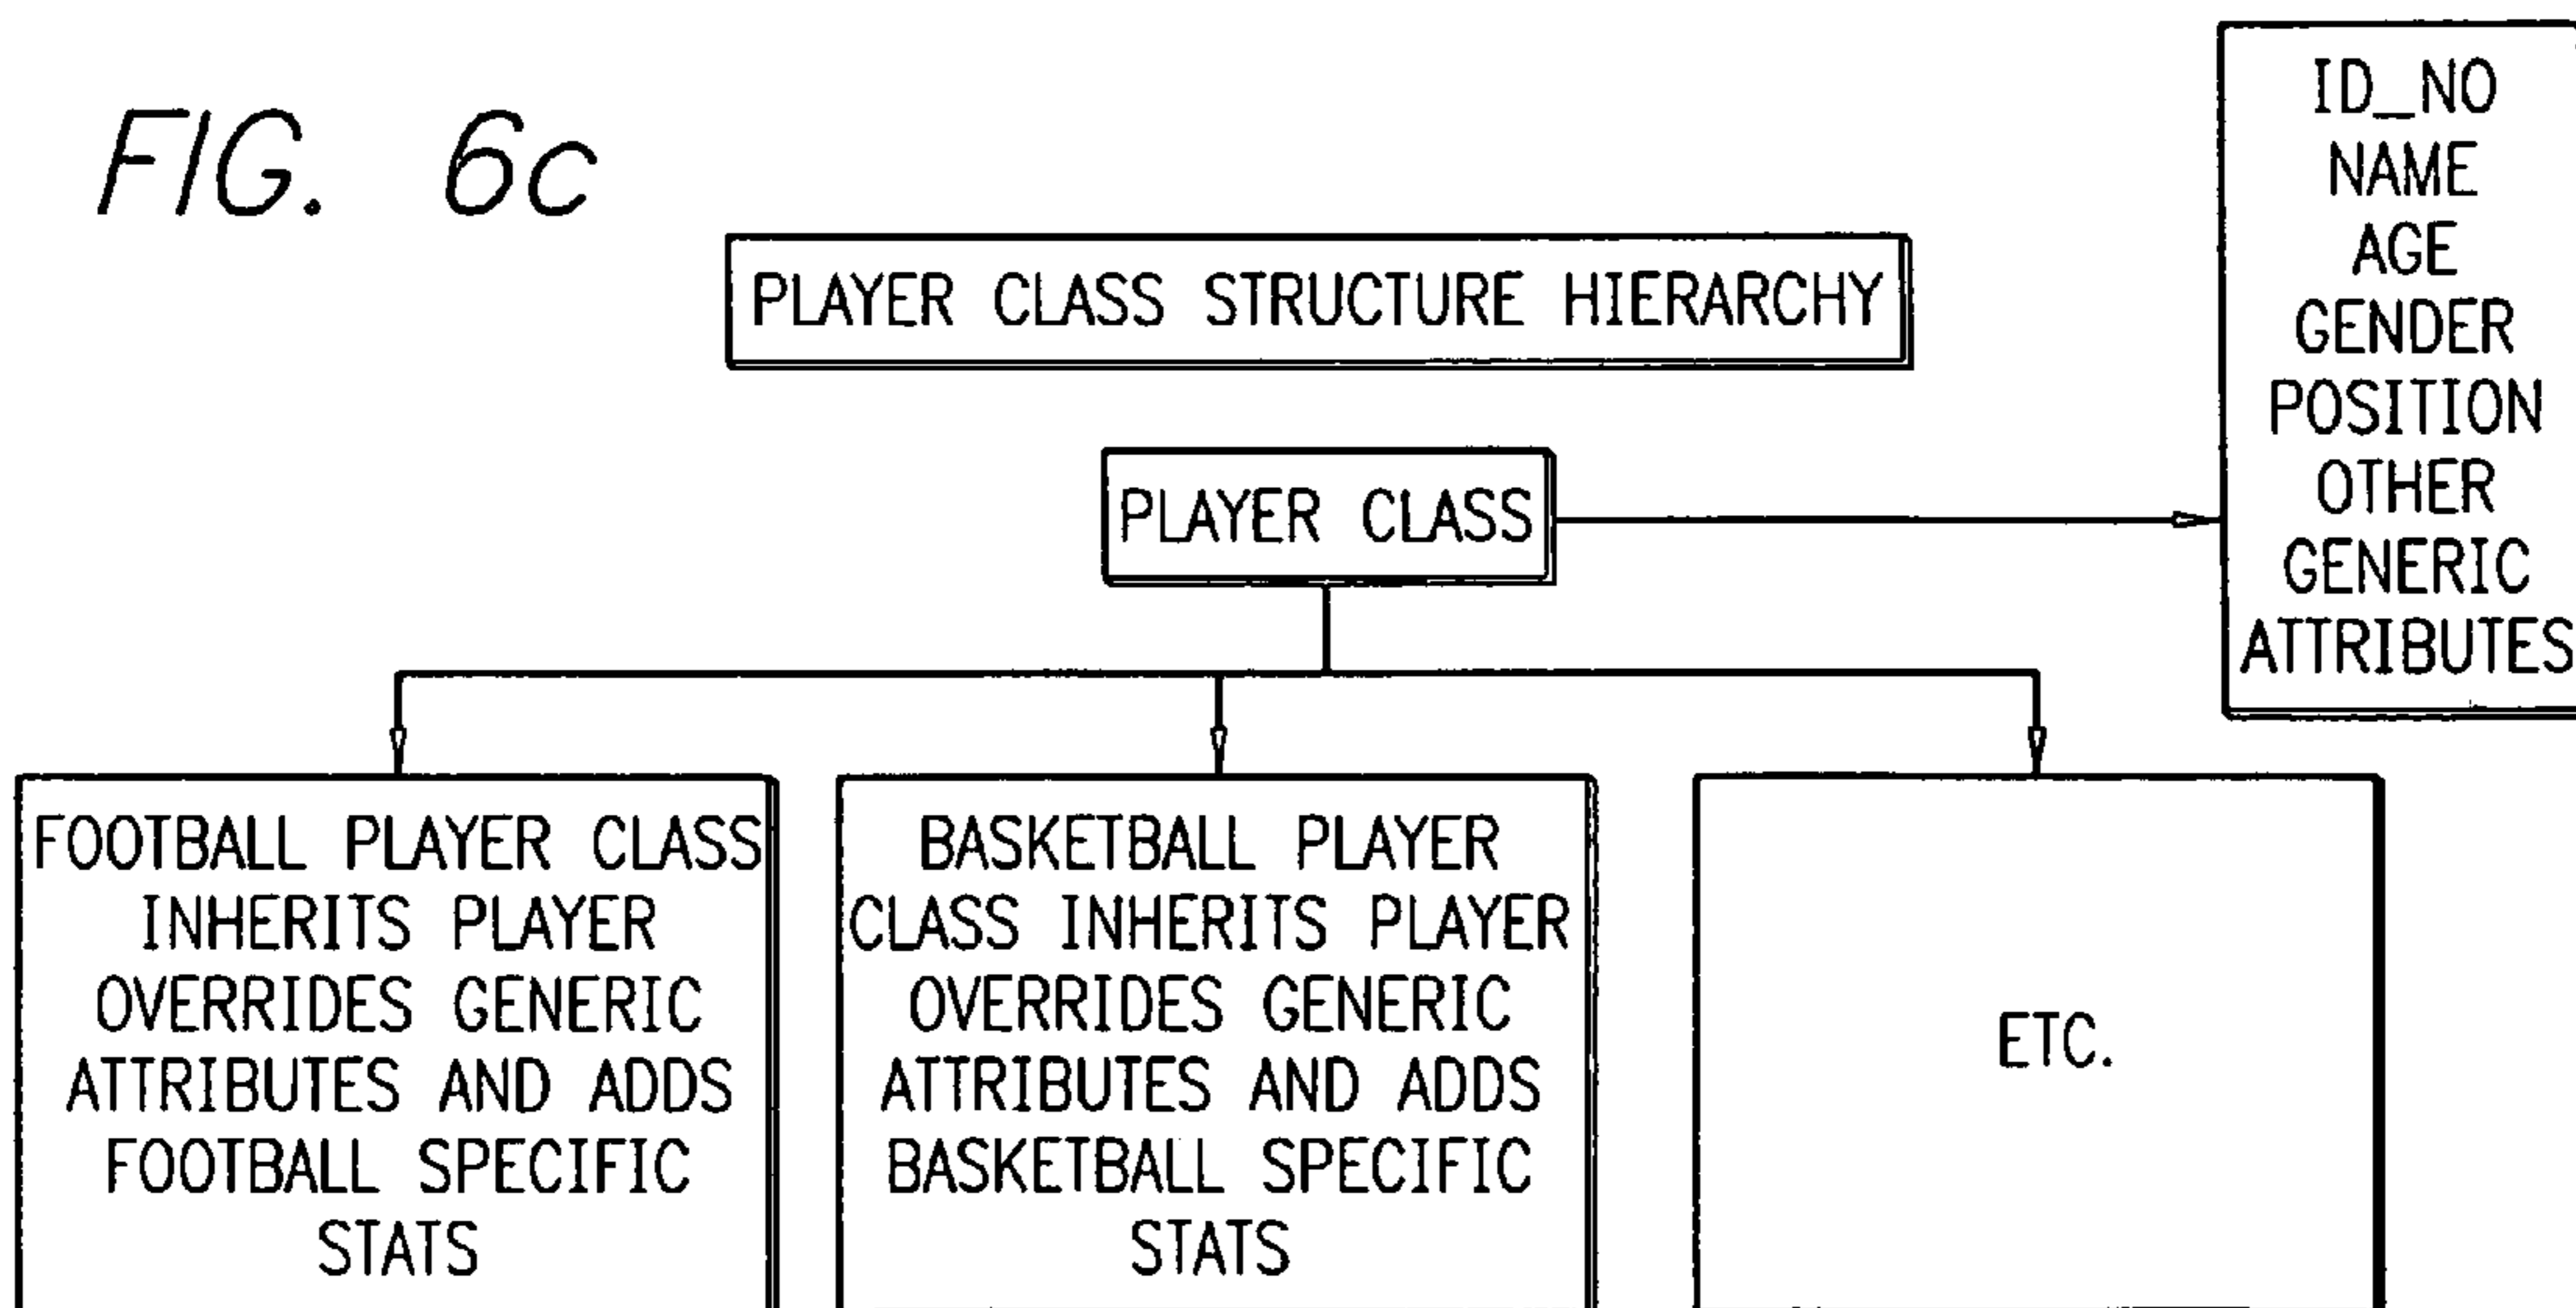 FIG. 6c
PLAYER CLASS STRUCTURE HIERARCHY
ID_NO
NAME
AGE
GENDER
POSITION
OTHER
GENERIC
ATTRIBUTES
PLAYER CLASS
FOOTBALL PLAYER CLASS
INHERITS PLAYER
OVERRIDES GENERIC
ATTRIBUTES AND ADDS
FOOTBALL SPECIFIC
STATS
BASKETBALL PLAYER
CLASS INHERITS PLAYER
OVERRIDES GENERIC
ATTRIBUTES AND ADDS
BASKETBALL SPECIFIC
STATS
ETC.